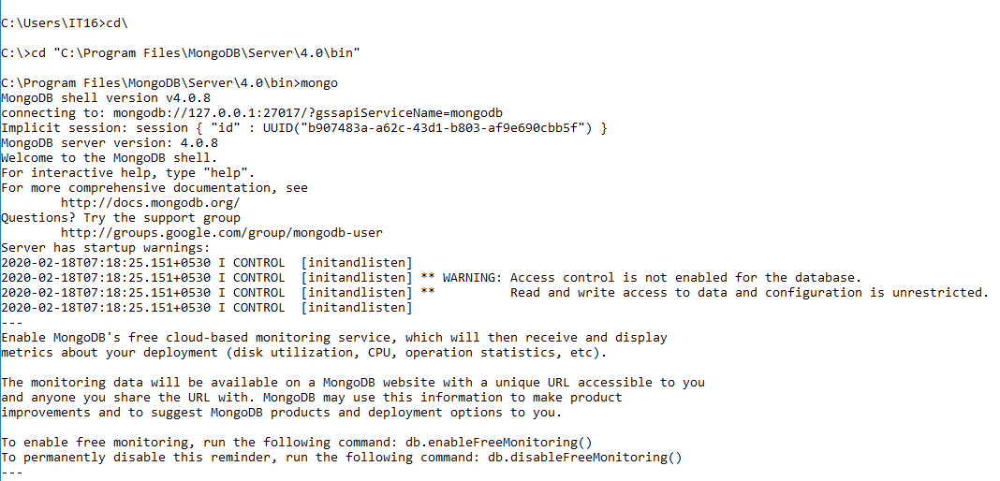 C:\Users\IT16>cd\
C:\>cd "C:\Program Files\MongoDB\Server\4.0\bin"
C:\Program Files\MongoDB\Server\4.0\bin>mongo
MongoDB shell version v4.0.8
connecting to: mongodb://127.0.0.1:27017/?gssapiServiceName=mongodb
Implicit session: session { "id" : UUID("b907483a-a62c-43d1-b803-af9e690cbb5f") }
MongoDB server version: 4.0.8
Welcome to the MongoDB shell.
For interactive help, type "help".
For more comprehensive documentation, see
        http://docs.mongodb.org/
Questions? Try the support group
        http://groups.google.com/group/mongodb-user
Server has startup warnings:
2020-02-18T07:18:25.151+0530 I CONTROL  [initandlisten]
2020-02-18T07:18:25.151+0530 I CONTROL  [initandlisten] ** WARNING: Access control is not enabled for the database.
2020-02-18T07:18:25.151+0530 I CONTROL  [initandlisten] **          Read and write access to data and configuration is unrestricted.
2020-02-18T07:18:25.151+0530 I CONTROL  [initandlisten]
---
Enable MongoDB's free cloud-based monitoring service, which will then receive and display
metrics about your deployment (disk utilization, CPU, operation statistics, etc).
The monitoring data will be available on a MongoDB website with a unique URL accessible to you
and anyone you share the URL with. MongoDB may use this information to make product
improvements and to suggest MongoDB products and deployment options to you.
To enable free monitoring, run the following command: db.enableFreeMonitoring()
To permanently disable this reminder, run the following command: db.disableFreeMonitoring()
---